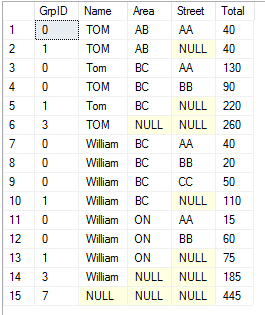 GrpID Name Area Street Total
1 0 TOM AB AA 40
2 1 TOM AB NULL 40
3 0 Tom BC AA 130
4 0 TOM BC BB 90
5 1 Tom BC NULL 220
6 3 TOM NULL NULL 260
7 0 William BC AA 40
8 0 William BC BB 20
9 0 William BC CC 50
10 1 William BC NULL 110
11 0 William ON AA 15
12 0 William ON BB 60
13 1 William ON NULL 75
14 3 William NULL NULL 185
15 7 NULL NULL NULL 445